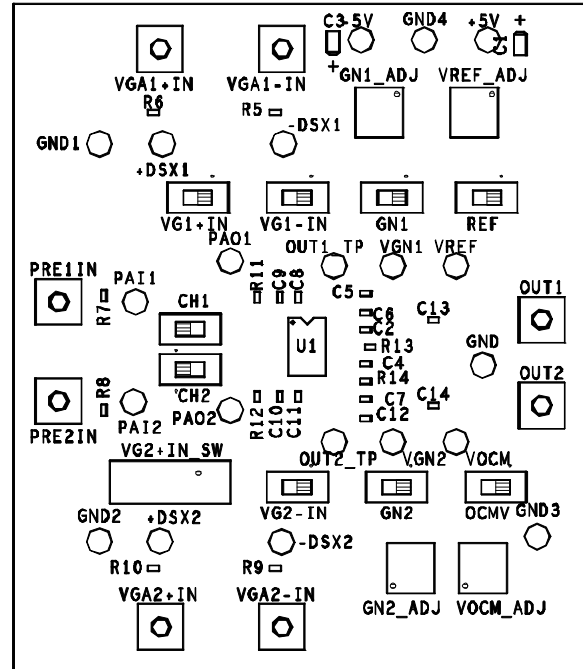 C3 -5V GND4 +5V +
C4
+
VGA1+IN VGA1-IN GN1_ADJ VREF_ADJ
R6 R5
GND1 -DSX1
+DSX1
VG1+IN VG1-IN GN1 REF
PAO1 OUT1_TP VGN1 VREF
PRE1IN PAI1 R11 C9 C8 OUT1
R7 CH1 C5
C6 C13
C2
U1 R13 GND
CH2 C4
R8 R14 OUT2
PRE2IN PAI2 PAO2 R12 C10 C11 C7 C14
C12
VG2+IN_SW OUT2_TP VGN2 VOCM
GND2 +DSX2 VG2-IN GN2 OCMV GND3
-DSX2
R10 R9
VGA2+IN VGA2-IN GN2_ADJ VOCM_ADJ